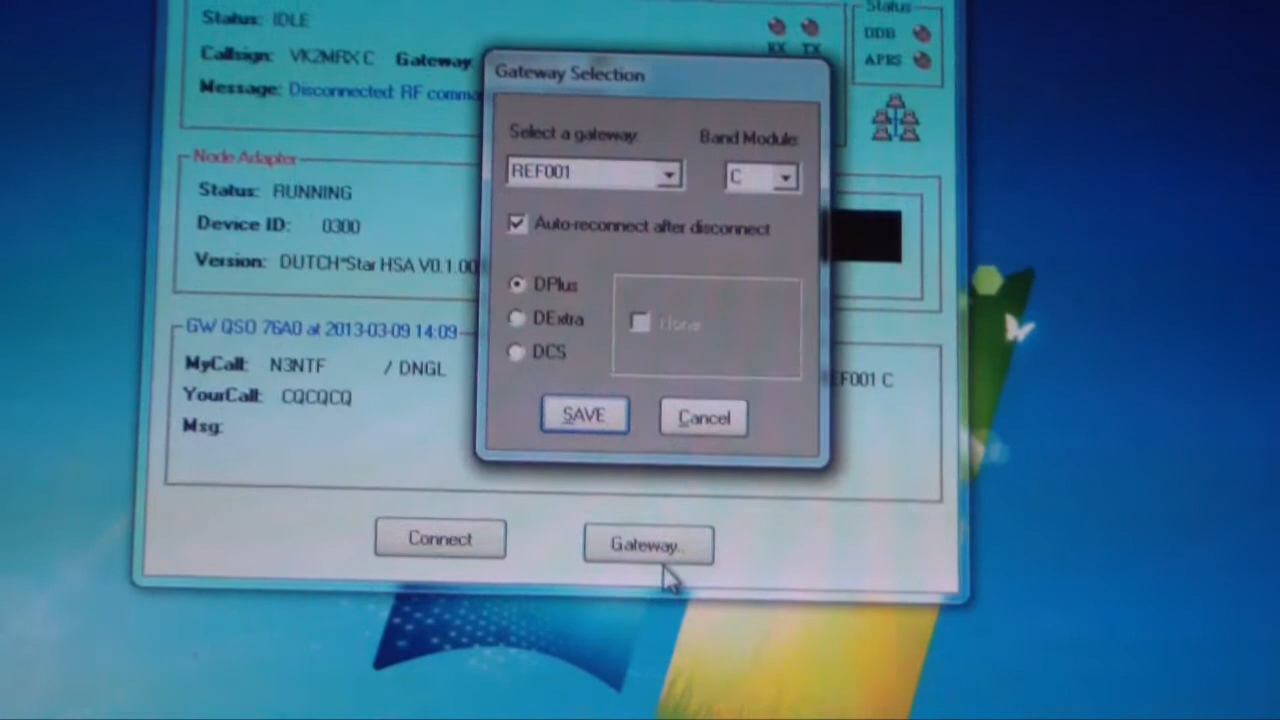 Status
Status: IDLE
RX TX
DDB
APRS
Callsign: VK2MRX C Gateway
Message: Disconnected: RF comma
Gateway Selection
Select a gateway:
Band Module:
REF001
C
Auto-reconnect after disconnect
DPlus
DExtra
DCS
None
SAVE
Cancel
Node Adapter
Status: RUNNING
Device ID: 0300
Version: DUTCH*Star HSA V0.1.00
GW QSO 76A0 at 2013-03-09 14:09
MyCall: N3NTF / DNGL
EF001 C
YourCall: CQCQCQ
Msg:
Connect
Gateway..